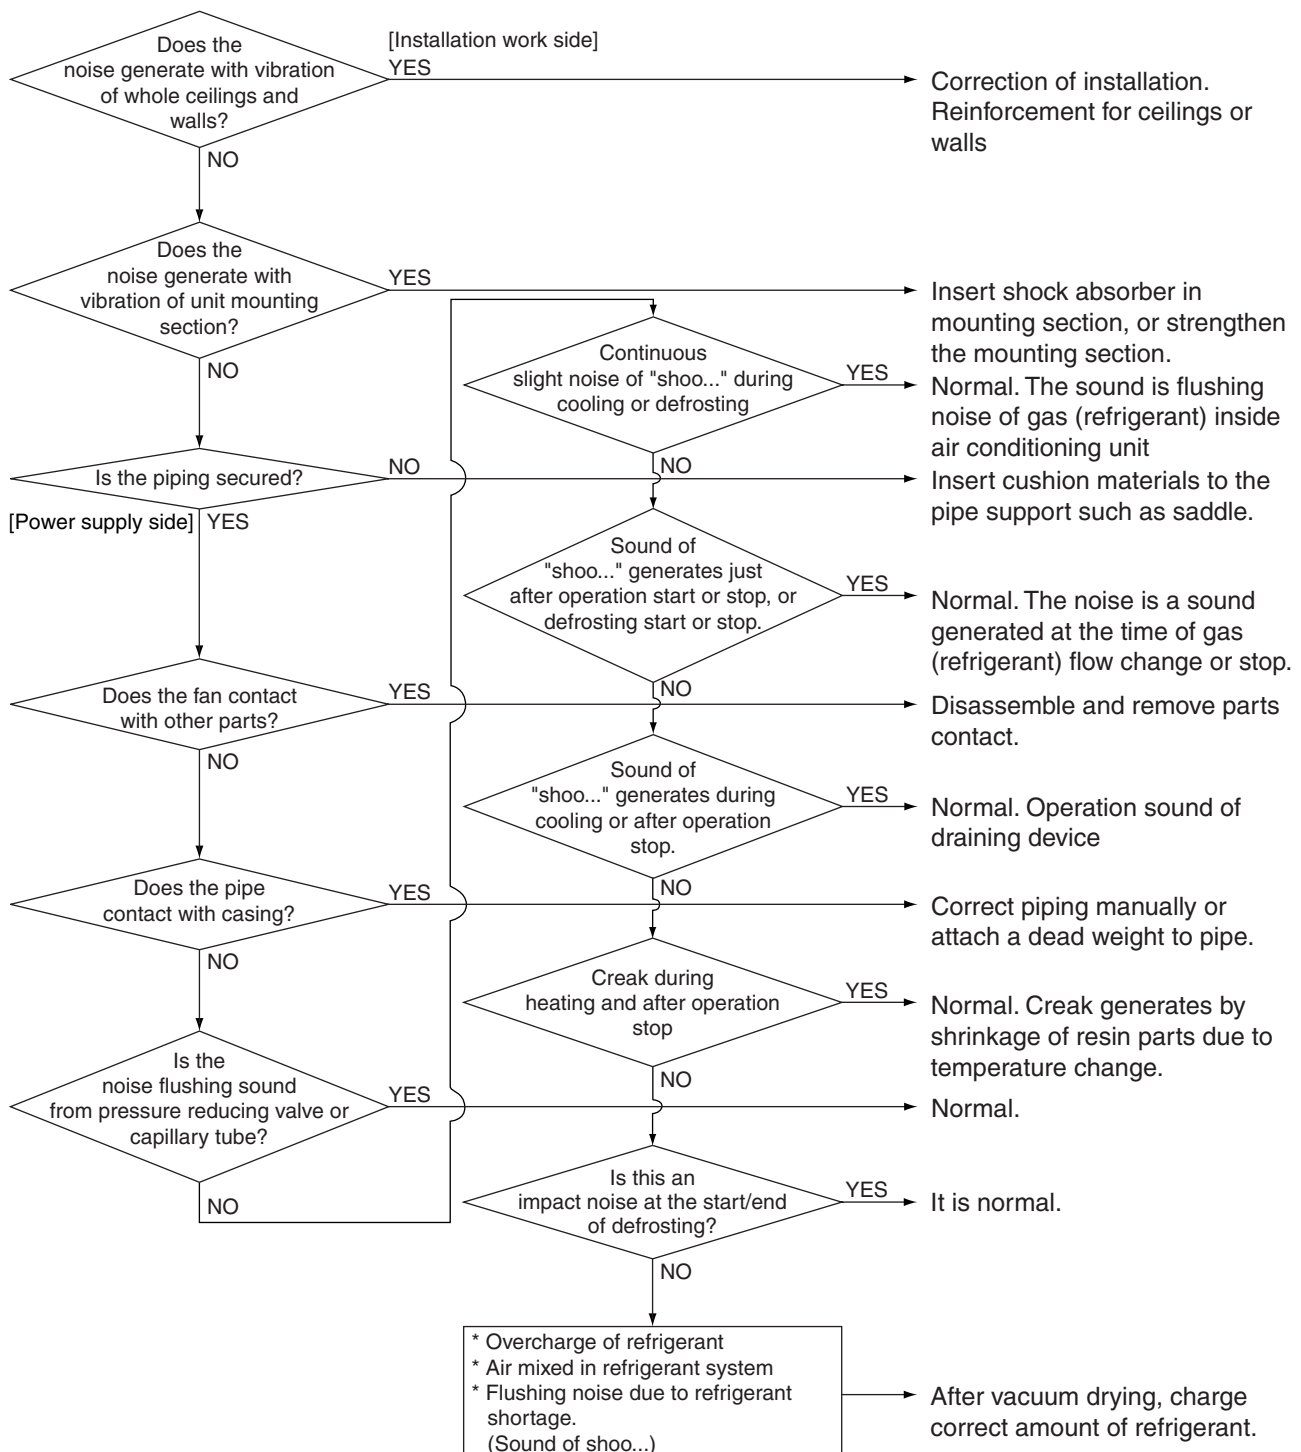 Does the
noise generate with vibration
of whole ceilings and
walls?
[Installation work side]
YES
Correction of installation.
Reinforcement for ceilings or
walls
NO
Does the
noise generate with
vibration of unit mounting
section?
YES
Insert shock absorber in
mounting section, or strengthen
the mounting section.
NO
Is the piping secured?
NO
Insert cushion materials to the
pipe support such as saddle.
[Power supply side]
YES
Does the fan contact
with other parts?
YES
Disassemble and remove parts
contact.
NO
Does the pipe
contact with casing?
YES
Correct piping manually or
attach a dead weight to pipe.
NO
Is the
noise flushing sound
from pressure reducing valve or
capillary tube?
YES
Normal.
NO
Continuous
slight noise of "shoo..." during
cooling or defrosting
YES
Normal. The sound is flushing
noise of gas (refrigerant) inside
air conditioning unit
NO
Sound of
"shoo..." generates just
after operation start or stop, or
defrosting start or stop.
YES
Normal. The noise is a sound
generated at the time of gas
(refrigerant) flow change or stop.
NO
Sound of
"shoo..." generates during
cooling or after operation
stop.
YES
Normal. Operation sound of
draining device
NO
Creak during
heating and after operation
stop
YES
Normal. Creak generates by
shrinkage of resin parts due to
temperature change.
NO
Is this an
impact noise at the start/end
of defrosting?
YES
It is normal.
NO
* Overcharge of refrigerant
* Air mixed in refrigerant system
* Flushing noise due to refrigerant
shortage.
(Sound of shoo...)
After vacuum drying, charge
correct amount of refrigerant.